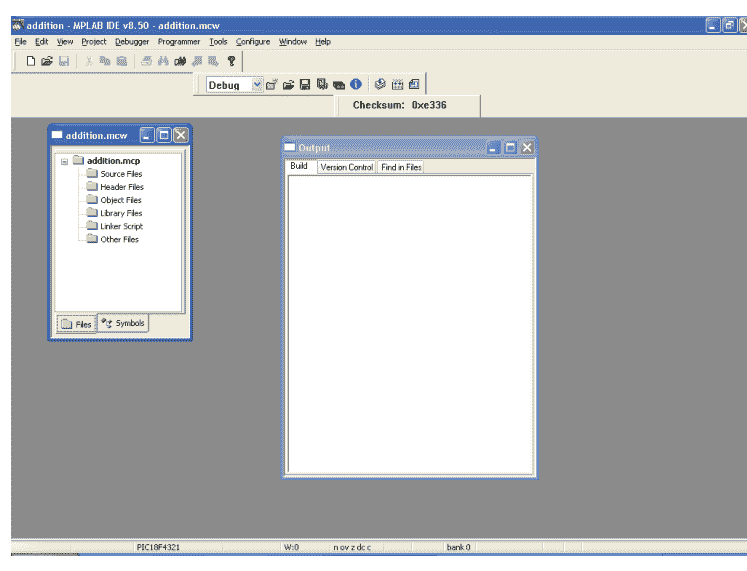 addition - MPLAB IDE v8.50 - addition.mcw
File Edit View Project Debugger Programmer Tools Configure Window Help
Debug
Checksum: 0xe336
addition.mcw
addition.mcp
Source Files
Header Files
Object Files
Library Files
Linker Script
Other Files
Files Symbols
Output
Build Version Control Find in Files
PIC18F4321 W:0 n ov z dc c bank 0